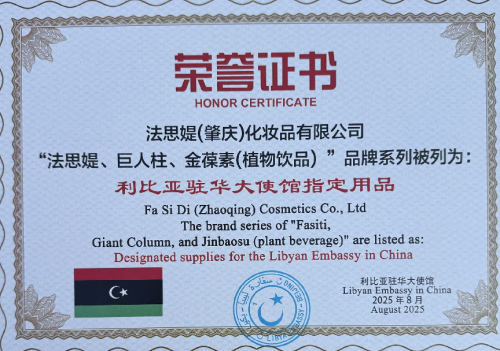 荣誉证书
HONOR CERTIFICATE
法思媞(肇庆)化妆品有限公司
“法思媞、巨人柱、金葆素(植物饮品)”品牌系列被列为：
利比亚驻华大使馆指定用品
Fa Si Di (Zhaoqing) Cosmetics Co., Ltd
The brand series of "Fasiti,
Giant Column, and Jinbaosu (plant beverage)" are listed as:
Designated supplies for the Libyan Embassy in China
利比亚驻华大使馆
Libyan Embassy in China
2025年8月
August 2025